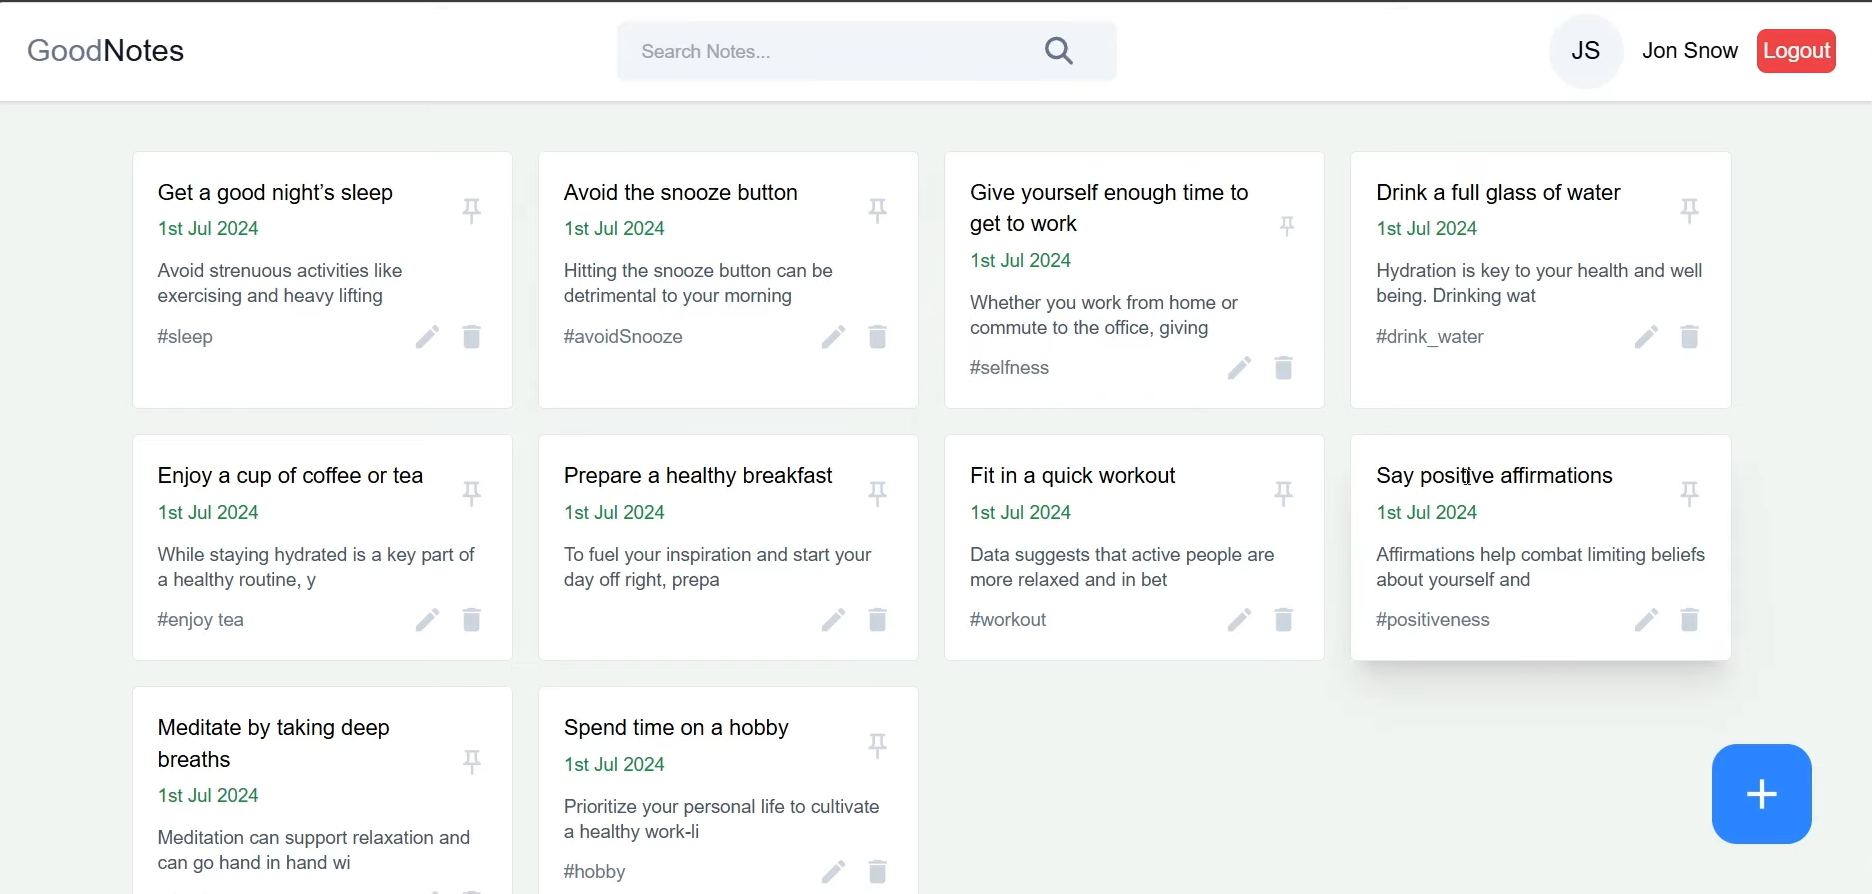 GoodNotes
Search Notes...
JS
Jon Snow
Logout
Get a good night’s sleep
1st Jul 2024
Avoid strenuous activities like
exercising and heavy lifting
#sleep
Avoid the snooze button
1st Jul 2024
Hitting the snooze button can be
detrimental to your morning
#avoidSnooze
Give yourself enough time to
get to work
1st Jul 2024
Whether you work from home or
commute to the office, giving
#selfness
Drink a full glass of water
1st Jul 2024
Hydration is key to your health and well
being. Drinking wat
#drink_water
Enjoy a cup of coffee or tea
1st Jul 2024
While staying hydrated is a key part of
a healthy routine, y
#enjoy tea
Prepare a healthy breakfast
1st Jul 2024
To fuel your inspiration and start your
day off right, prepa
Fit in a quick workout
1st Jul 2024
Data suggests that active people are
more relaxed and in bet
#workout
Say positive affirmations
1st Jul 2024
Affirmations help combat limiting beliefs
about yourself and
#positiveness
Meditate by taking deep
breaths
1st Jul 2024
Meditation can support relaxation and
can go hand in hand wi
Spend time on a hobby
1st Jul 2024
Prioritize your personal life to cultivate
a healthy work-li
#hobby